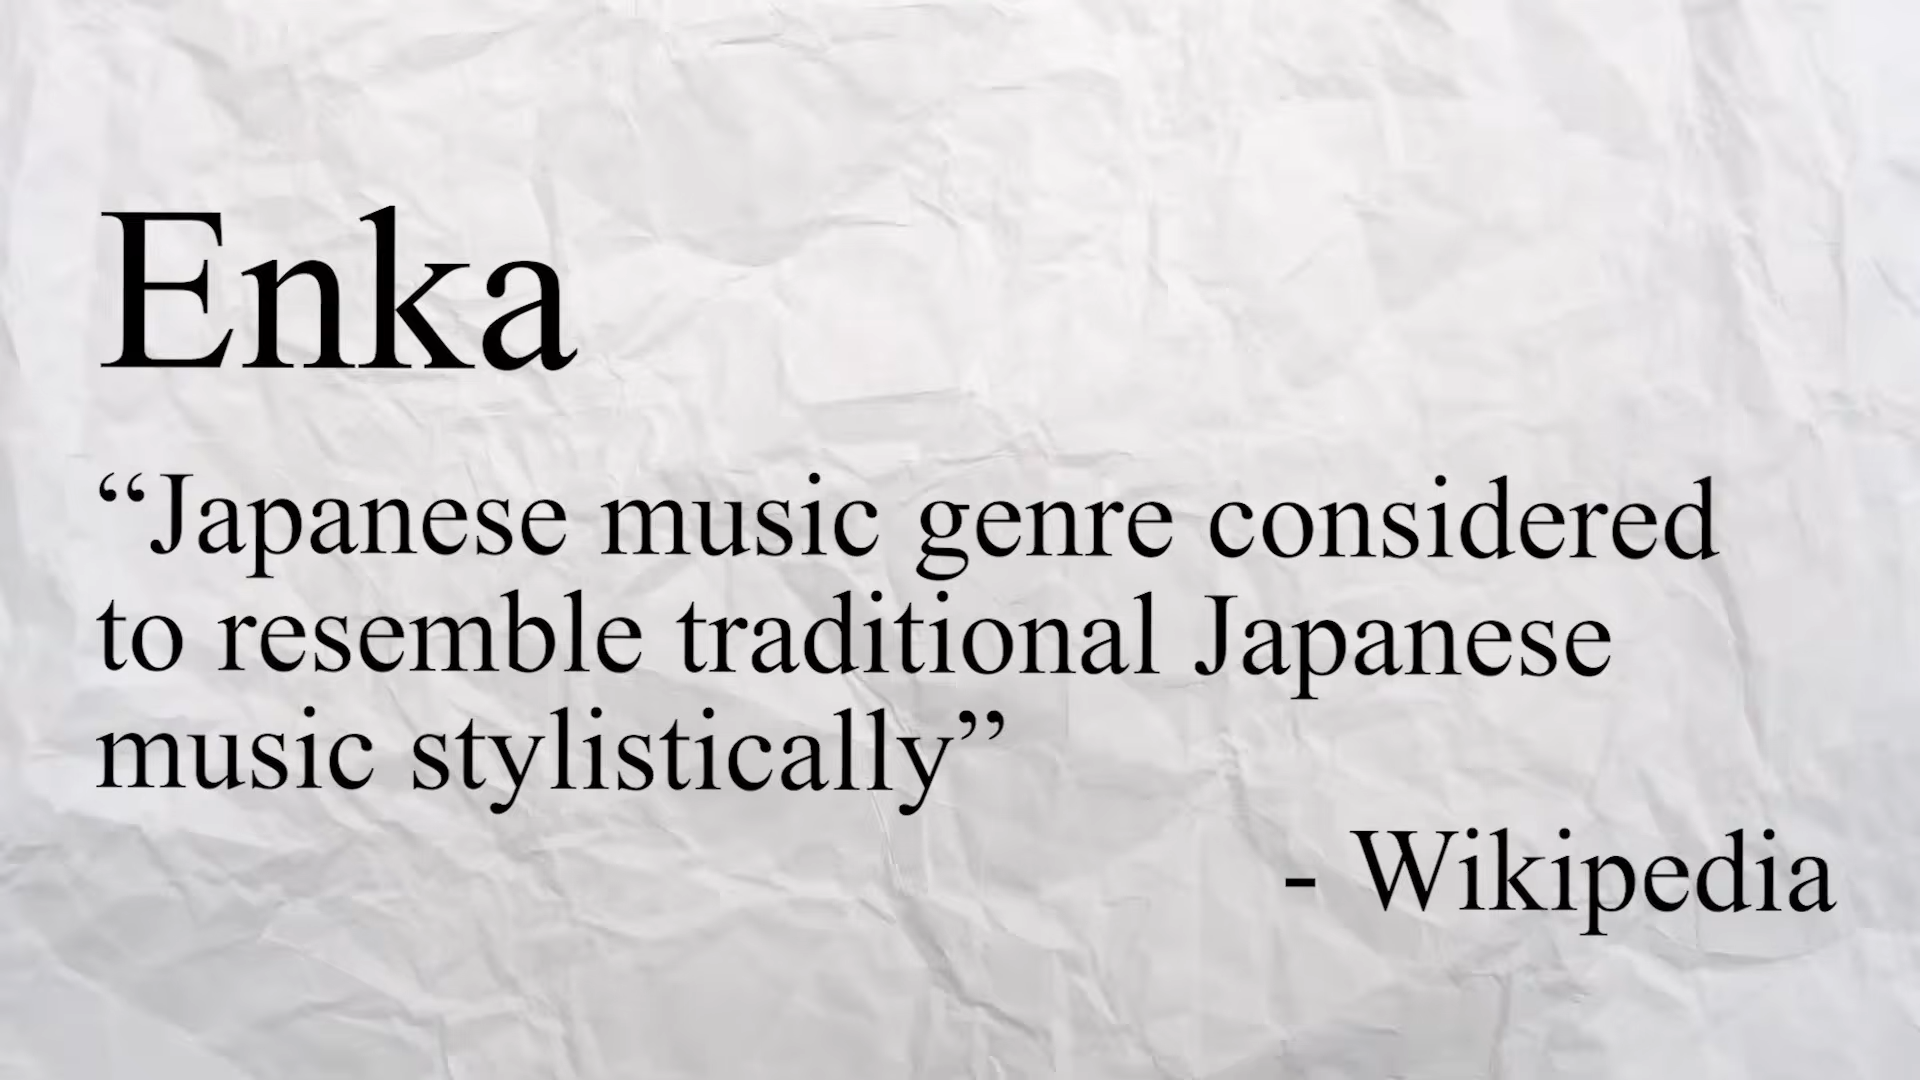 Enka
“Japanese music genre considered
to resemble traditional Japanese
music stylistically”
- Wikipedia